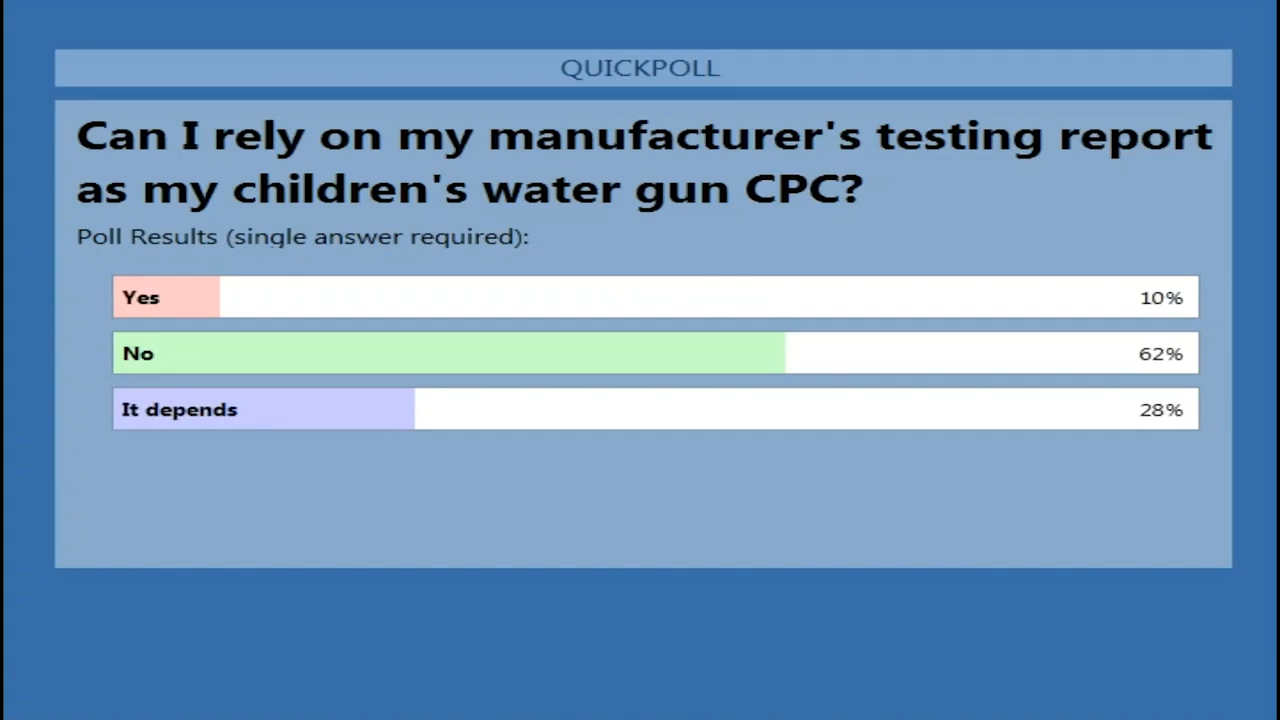 QUICKPOLL
Can I rely on my manufacturer's testing report
as my children's water gun CPC?
Poll Results (single answer required):
Yes 10%
No 62%
It depends 28%